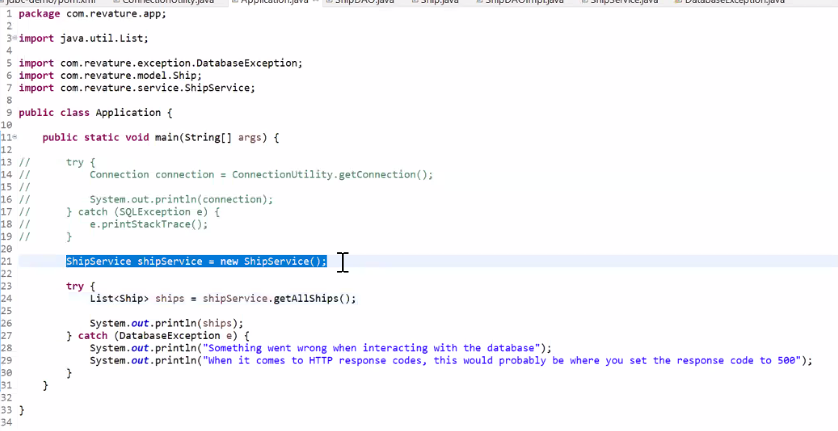 jdbc-demo/pom.xml ConnectionUtility.java Application.java ShipDAO.java Ship.java ShipDAOImpl.java ShipService.java DatabaseException.java
1 package com.revature.app;
2
3 import java.util.List;
4
5 import com.revature.exception.DatabaseException;
6 import com.revature.model.Ship;
7 import com.revature.service.ShipService;
8
9 public class Application {
10
11 public static void main(String[] args) {
12
13 // try {
14 // Connection connection = ConnectionUtility.getConnection();
15 //
16 // System.out.println(connection);
17 // } catch (SQLException e) {
18 // e.printStackTrace();
19 // }
20
21 ShipService shipService = new ShipService();
22
23 try {
24 List<Ship> ships = shipService.getAllShips();
25
26 System.out.println(ships);
27 } catch (DatabaseException e) {
28 System.out.println("Something went wrong when interacting with the database");
29 System.out.println("When it comes to HTTP response codes, this would probably be where you set the response code to 500");
30 }
31 }
32
33 }
34